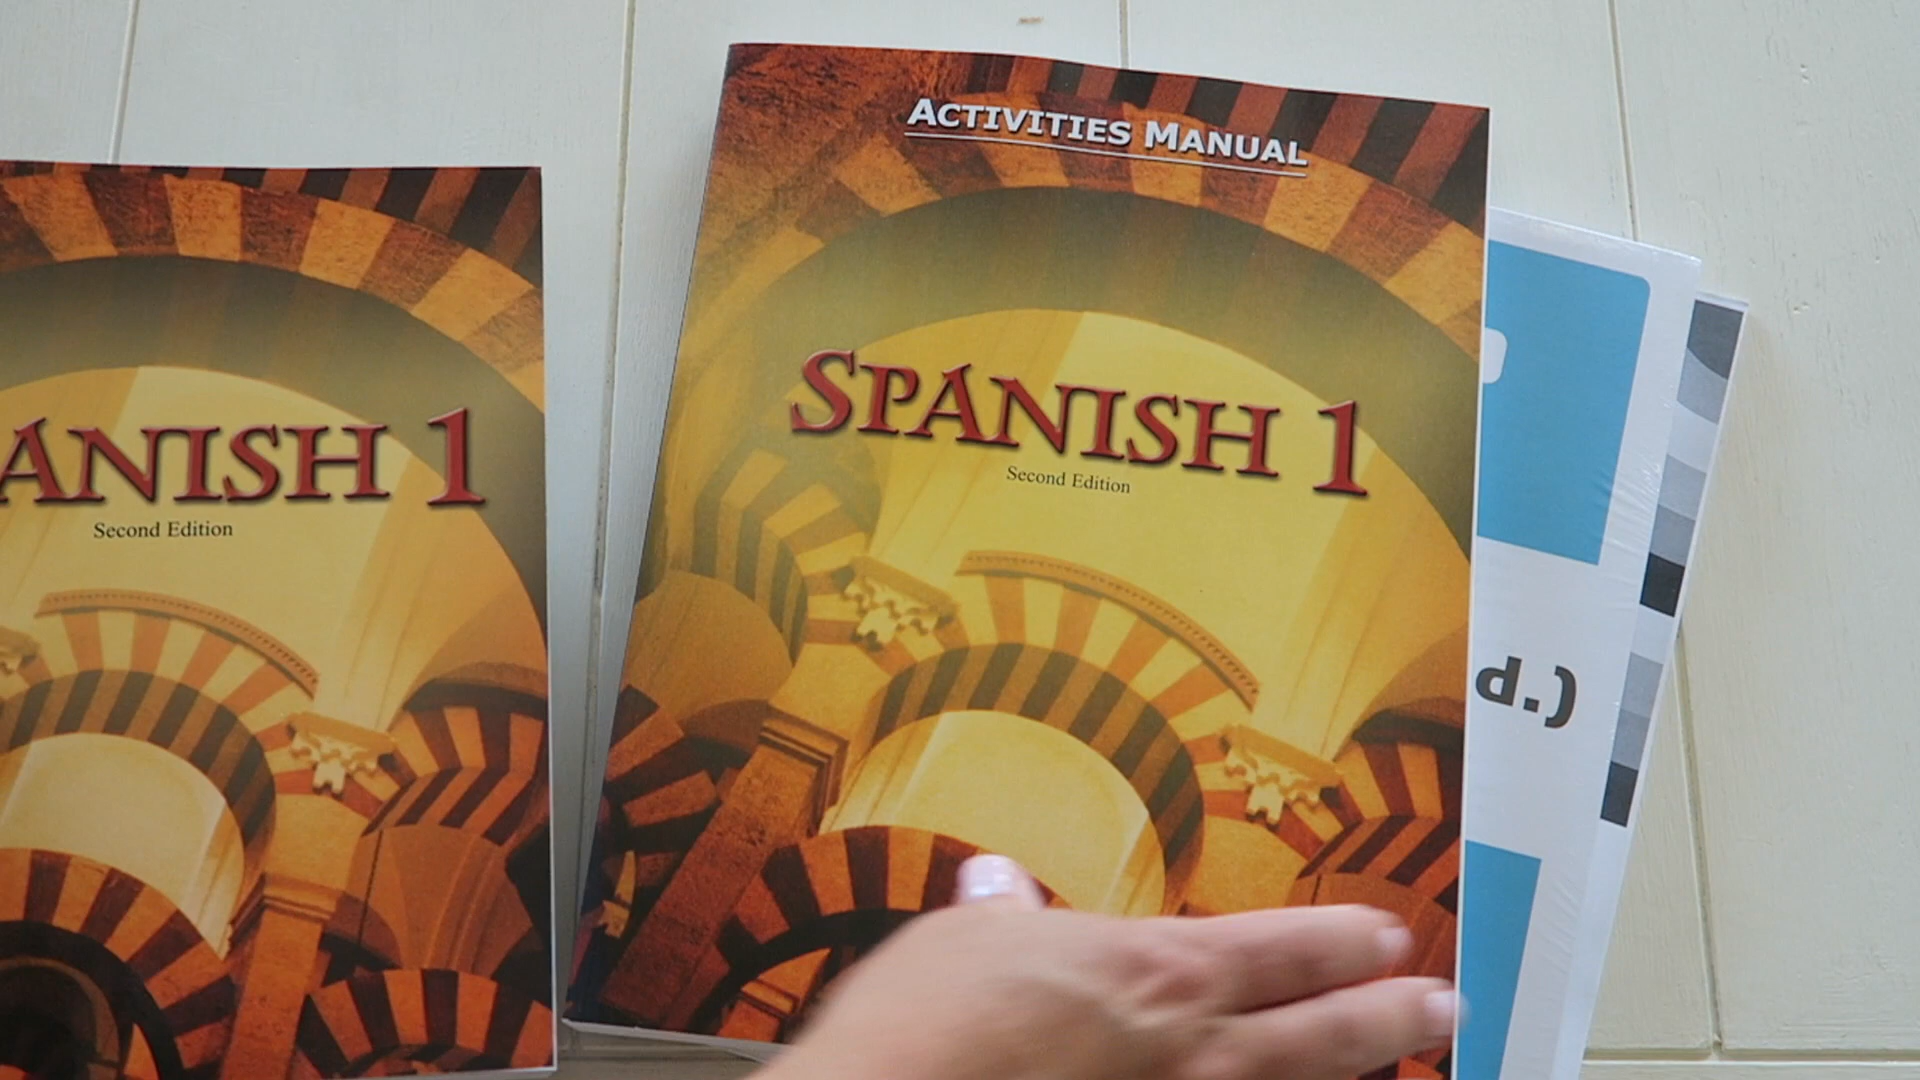 ANISH 1
Second Edition
ACTIVITIES MANUAL
SPANISH 1
Second Edition
d.)